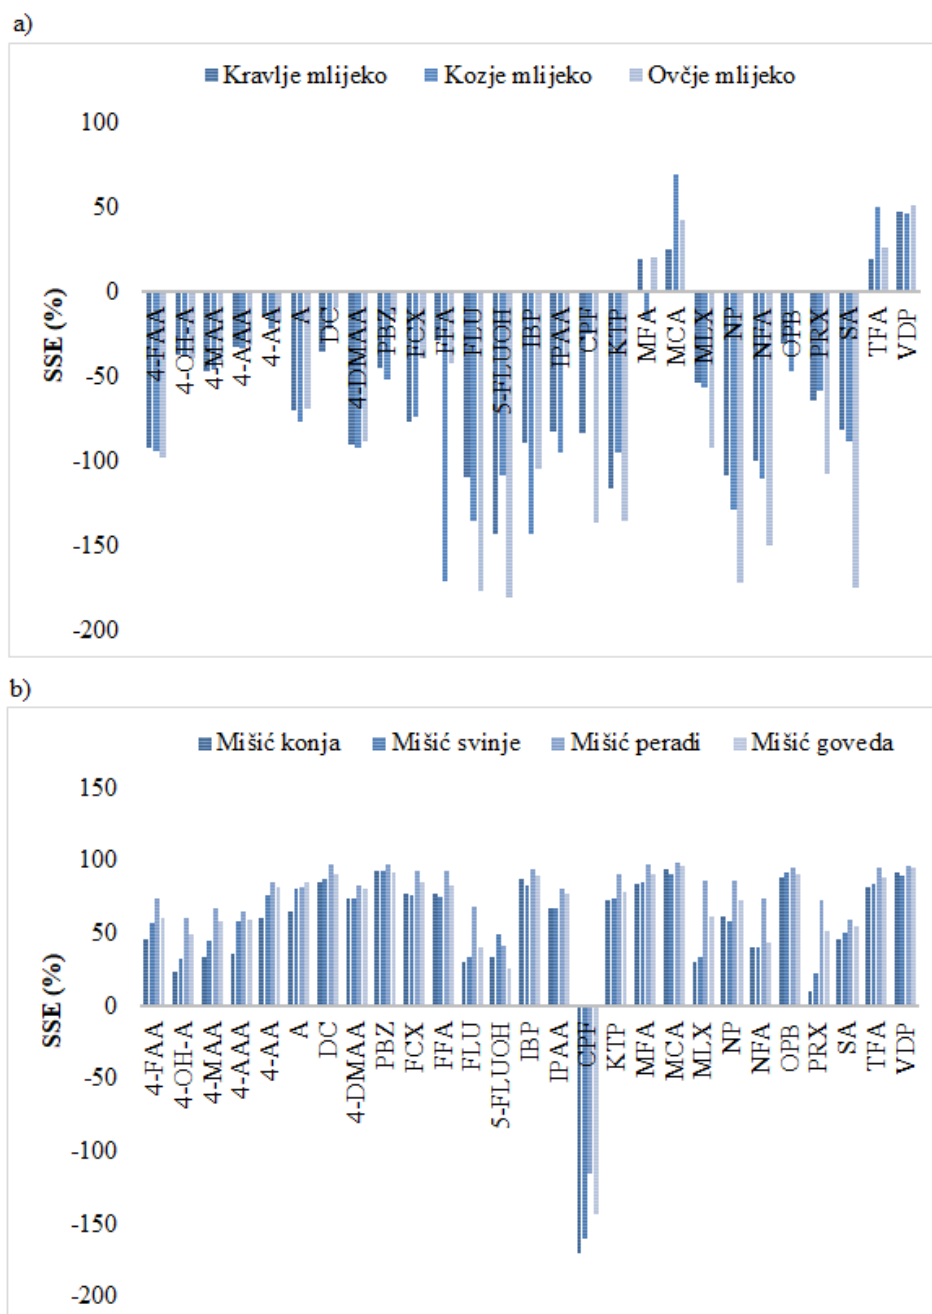 a)
Kravlje mlijeko Kozje mlijeko Ovčje mlijeko
100
50
0
-50
-100
-150
-200
SSE (%)
4-FAA
4-OH-A
4-MAA
4-AAA
4-AA
A
DC
4-DMAA
PBZ
FCX
FFA
FLU
5-FLUOH
IBP
IPAA
CPF
KTP
MFA
MCA
MLX
NP
NFA
OPB
PRX
SA
TFA
VDP
b)
Mišić konja Mišić svinje Mišić peradi Mišić goveda
150
100
50
0
-50
-100
-150
-200
SSE (%)
4-FAA
4-OH-A
4-MAA
4-AAA
4-AA
A
DC
4-DMAA
PBZ
FCX
FFA
FLU
5-FLUOH
IBP
IPAA
CPF
KTP
MFA
MCA
MLX
NP
NFA
OPB
PRX
SA
TFA
VDP